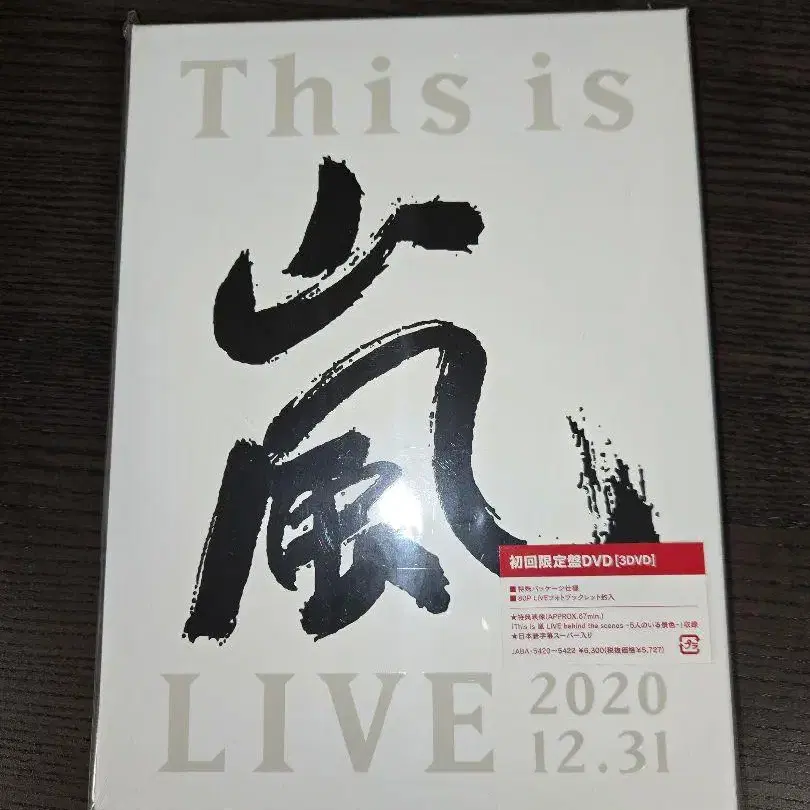 This is
嵐
LIVE
2020
12.31
初回限定盤DVD[3DVD]
■特殊パッケージ仕様
■80P LIVEフォトブックレット封入
★特典映像(APPROX.67min.)
「This is 嵐 LIVE behind the scenes -5人のいる景色-」収録
★日本語字幕スーパー入り
JABA-5420~5422 ¥6,300[税抜価格¥5,727]
プラ